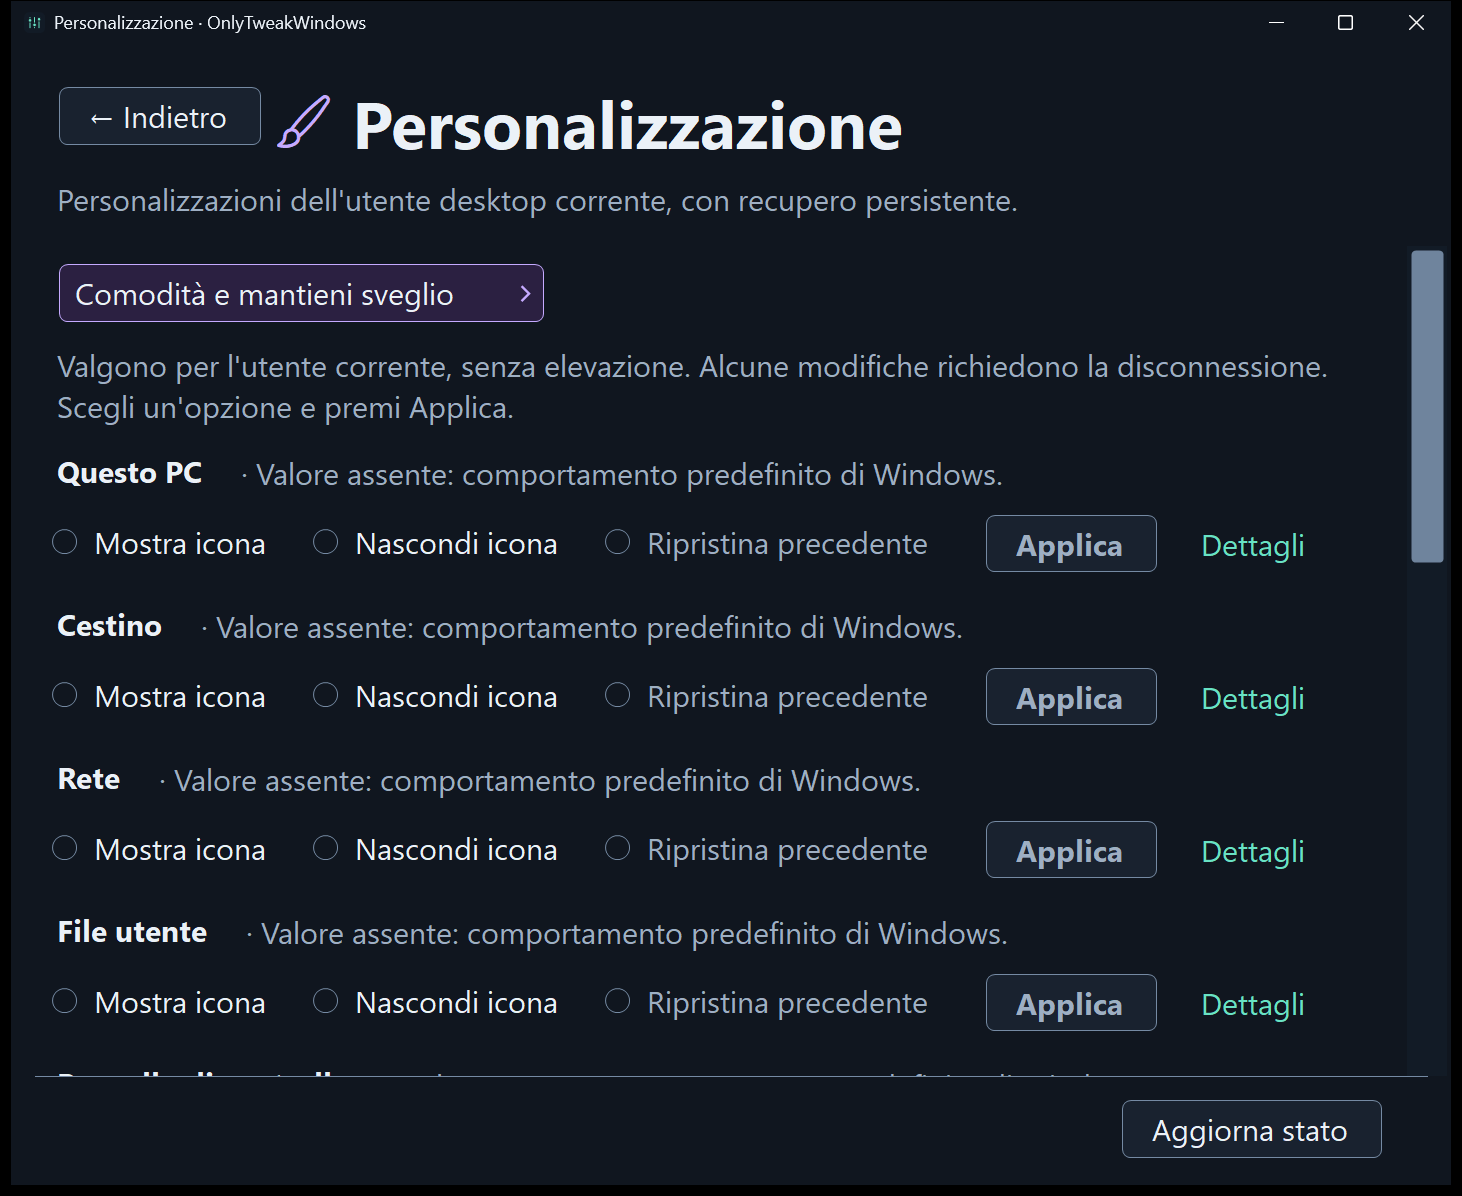 Personalizzazione · OnlyTweakWindows
← Indietro
Personalizzazione
Personalizzazioni dell'utente desktop corrente, con recupero persistente.
Comodità e mantieni sveglio
Valgono per l'utente corrente, senza elevazione. Alcune modifiche richiedono la disconnessione.
Scegli un'opzione e premi Applica.
Questo PC · Valore assente: comportamento predefinito di Windows.
Mostra icona Nascondi icona Ripristina precedente Applica Dettagli
Cestino · Valore assente: comportamento predefinito di Windows.
Mostra icona Nascondi icona Ripristina precedente Applica Dettagli
Rete · Valore assente: comportamento predefinito di Windows.
Mostra icona Nascondi icona Ripristina precedente Applica Dettagli
File utente · Valore assente: comportamento predefinito di Windows.
Mostra icona Nascondi icona Ripristina precedente Applica Dettagli
Aggiorna stato